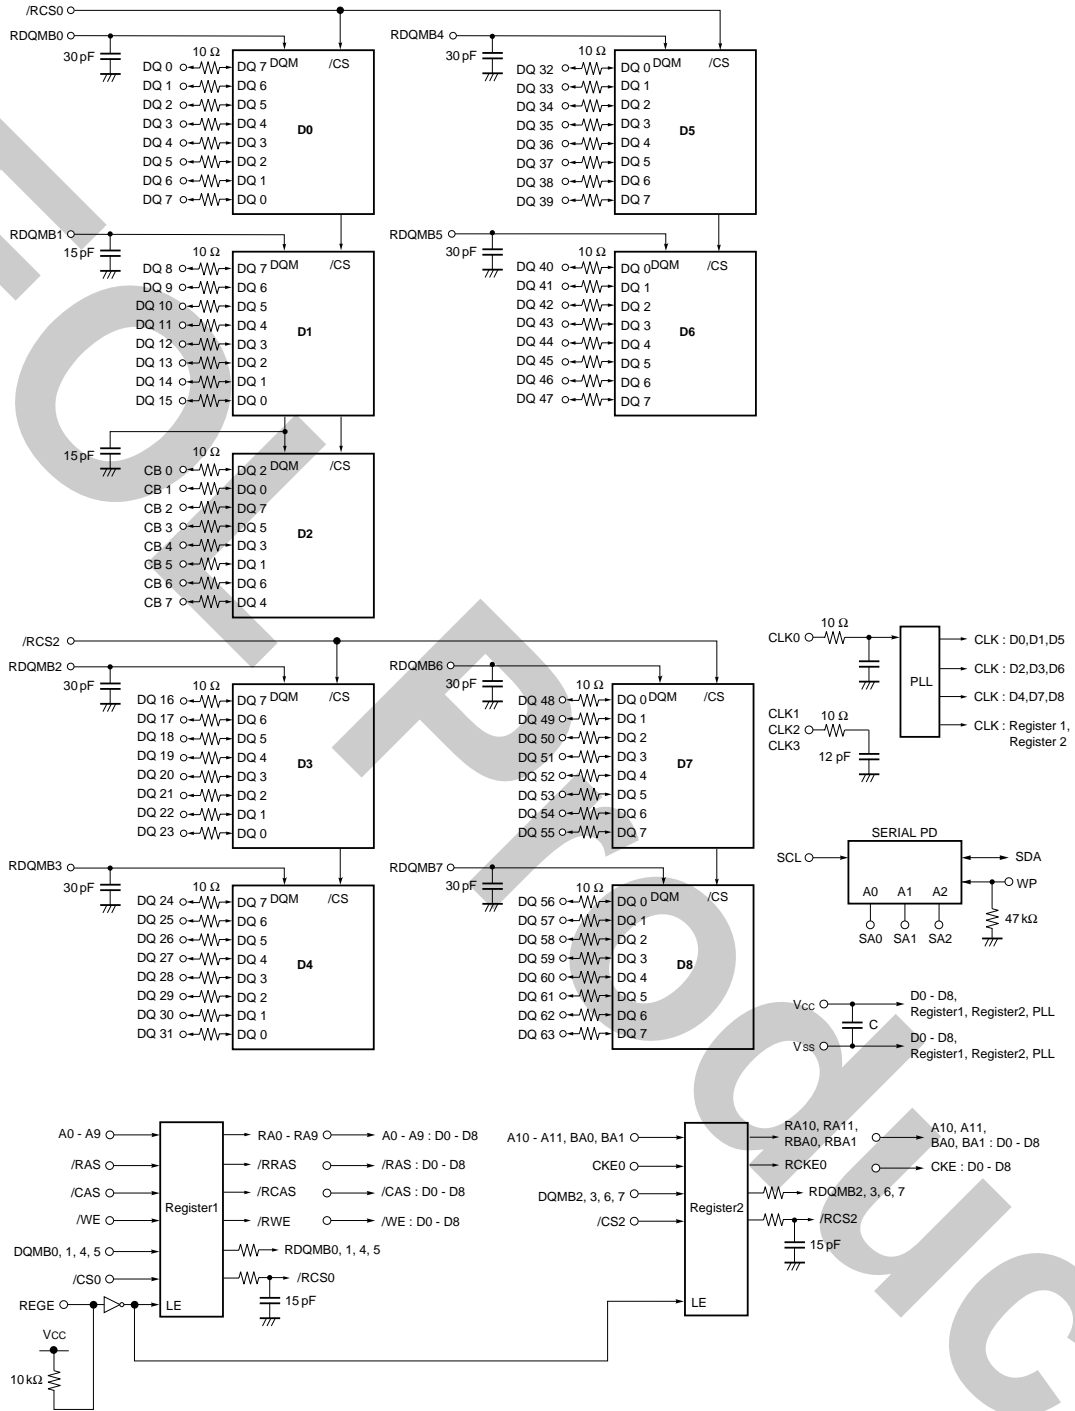 /RCS0
RDQMB0
30 pF
10 Ω
DQM
/CS
DQ 0 DQ 7
DQ 1 DQ 6
DQ 2 DQ 5
DQ 3 DQ 4
DQ 4 DQ 3
DQ 5 DQ 2
DQ 6 DQ 1
DQ 7 DQ 0
D0
RDQMB4
30 pF
10 Ω
DQM
/CS
DQ 32 DQ 0
DQ 33 DQ 1
DQ 34 DQ 2
DQ 35 DQ 3
DQ 36 DQ 4
DQ 37 DQ 5
DQ 38 DQ 6
DQ 39 DQ 7
D5
RDQMB1
15 pF
10 Ω
DQM
/CS
DQ 8 DQ 7
DQ 9 DQ 6
DQ 10 DQ 5
DQ 11 DQ 4
DQ 12 DQ 3
DQ 13 DQ 2
DQ 14 DQ 1
DQ 15 DQ 0
D1
RDQMB5
30 pF
10 Ω
DQM
/CS
DQ 40 DQ 0
DQ 41 DQ 1
DQ 42 DQ 2
DQ 43 DQ 3
DQ 44 DQ 4
DQ 45 DQ 5
DQ 46 DQ 6
DQ 47 DQ 7
D6
15 pF
10 Ω
DQM
/CS
CB 0 DQ 2
CB 1 DQ 0
CB 2 DQ 7
CB 3 DQ 5
CB 4 DQ 3
CB 5 DQ 1
CB 6 DQ 6
CB 7 DQ 4
D2
/RCS2
RDQMB2
30 pF
10 Ω
DQM
/CS
DQ 16 DQ 7
DQ 17 DQ 6
DQ 18 DQ 5
DQ 19 DQ 4
DQ 20 DQ 3
DQ 21 DQ 2
DQ 22 DQ 1
DQ 23 DQ 0
D3
RDQMB6
30 pF
10 Ω
DQM
/CS
DQ 48 DQ 0
DQ 49 DQ 1
DQ 50 DQ 2
DQ 51 DQ 3
DQ 52 DQ 4
DQ 53 DQ 5
DQ 54 DQ 6
DQ 55 DQ 7
D7
RDQMB3
30 pF
10 Ω
DQM
/CS
DQ 24 DQ 7
DQ 25 DQ 6
DQ 26 DQ 5
DQ 27 DQ 4
DQ 28 DQ 3
DQ 29 DQ 2
DQ 30 DQ 1
DQ 31 DQ 0
D4
RDQMB7
30 pF
10 Ω
DQM
/CS
DQ 56 DQ 0
DQ 57 DQ 1
DQ 58 DQ 2
DQ 59 DQ 3
DQ 60 DQ 4
DQ 61 DQ 5
DQ 62 DQ 6
DQ 63 DQ 7
D8
CLK0
10 Ω
PLL
CLK : D0,D1,D5
CLK : D2,D3,D6
CLK : D4,D7,D8
CLK : Register 1,
Register 2
CLK1
CLK2
CLK3
10 Ω
12 pF
SERIAL PD
SCL
SDA
WP
47 kΩ
A0 A1 A2
SA0 SA1 SA2
VCC
D0 - D8,
Register1, Register2, PLL
C
VSS
D0 - D8,
Register1, Register2, PLL
A0 - A9 RA0 - RA9 A0 - A9 : D0 - D8
/RAS /RRAS /RAS : D0 - D8
/CAS /RCAS /CAS : D0 - D8
Register1
/WE /RWE /WE : D0 - D8
DQMB0, 1, 4, 5 RDQMB0, 1, 4, 5
/CS0 /RCS0
15 pF
REGE LE
VCC
10 kΩ
A10 - A11, BA0, BA1
RA10, RA11,
RBA0, RBA1
A10, A11,
BA0, BA1 : D0 - D8
CKE0 RCKE0 CKE : D0 - D8
DQMB2, 3, 6, 7 RDQMB2, 3, 6, 7
Register2
/CS2 /RCS2
15 pF
LE
EOL Product